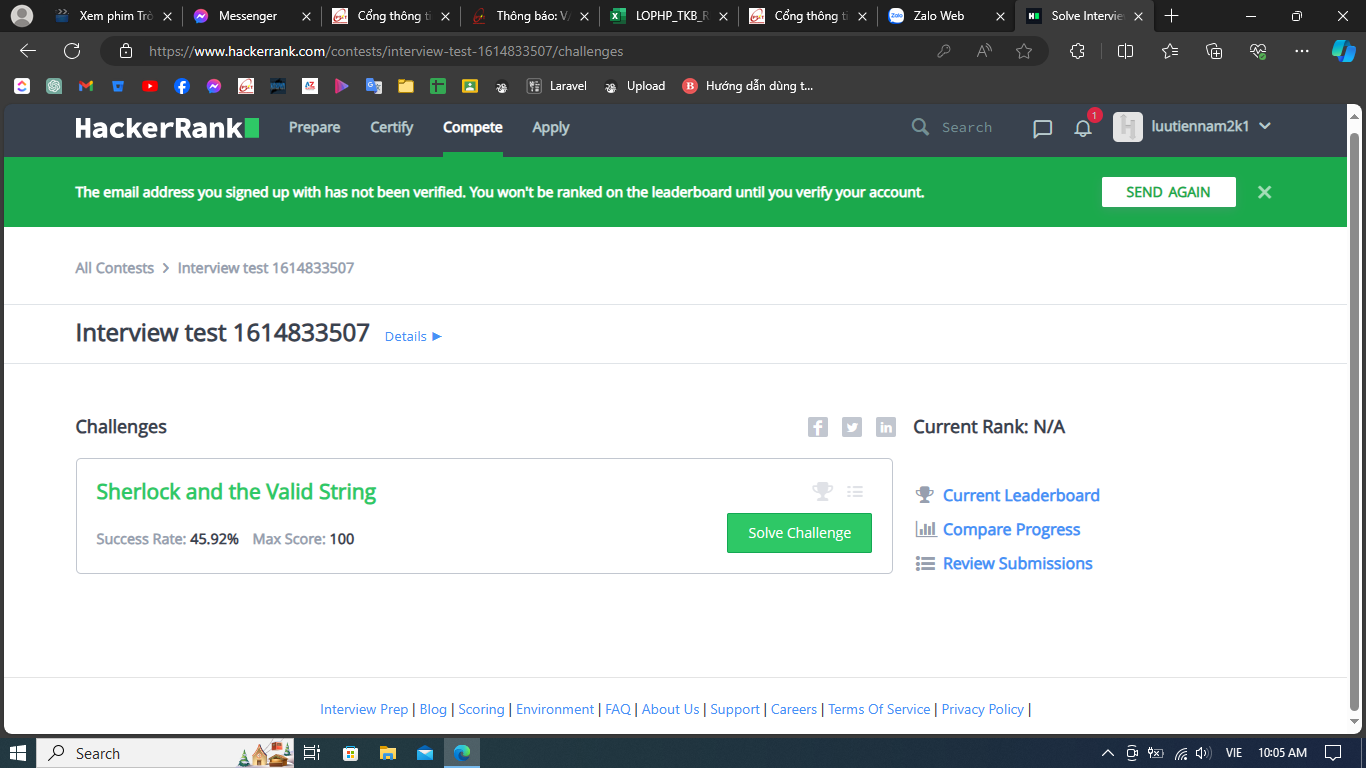 Xem phim Trò
Messenger
Cổng thông ti
Thông báo: V/
LOPHP_TKB_R
Cổng thông ti
Zalo Web
Solve Intervie
https://www.hackerrank.com/contests/interview-test-1614833507/challenges
Laravel
Upload
Hướng dẫn dùng t...
HackerRank
Prepare
Certify
Compete
Apply
Search
1
luutiennam2k1
The email address you signed up with has not been verified. You won't be ranked on the leaderboard until you verify your account.
SEND AGAIN
All Contests > Interview test 1614833507
Interview test 1614833507
Details ▶
Challenges
Current Rank: N/A
Sherlock and the Valid String
Success Rate: 45.92% Max Score: 100
Solve Challenge
Current Leaderboard
Compare Progress
Review Submissions
Interview Prep | Blog | Scoring | Environment | FAQ | About Us | Support | Careers | Terms Of Service | Privacy Policy |
Search
VIE
10:05 AM